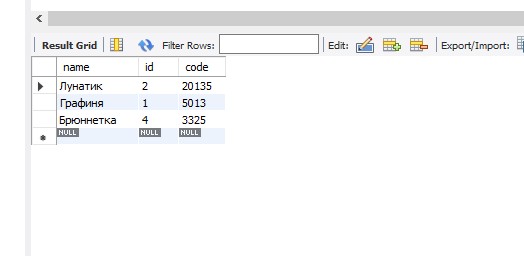 Result Grid Filter Rows: Edit: Export/Import:
name id code
Лунатик 2 20135
Графиня 1 5013
Брюннетка 4 3325
NULL NULL NULL